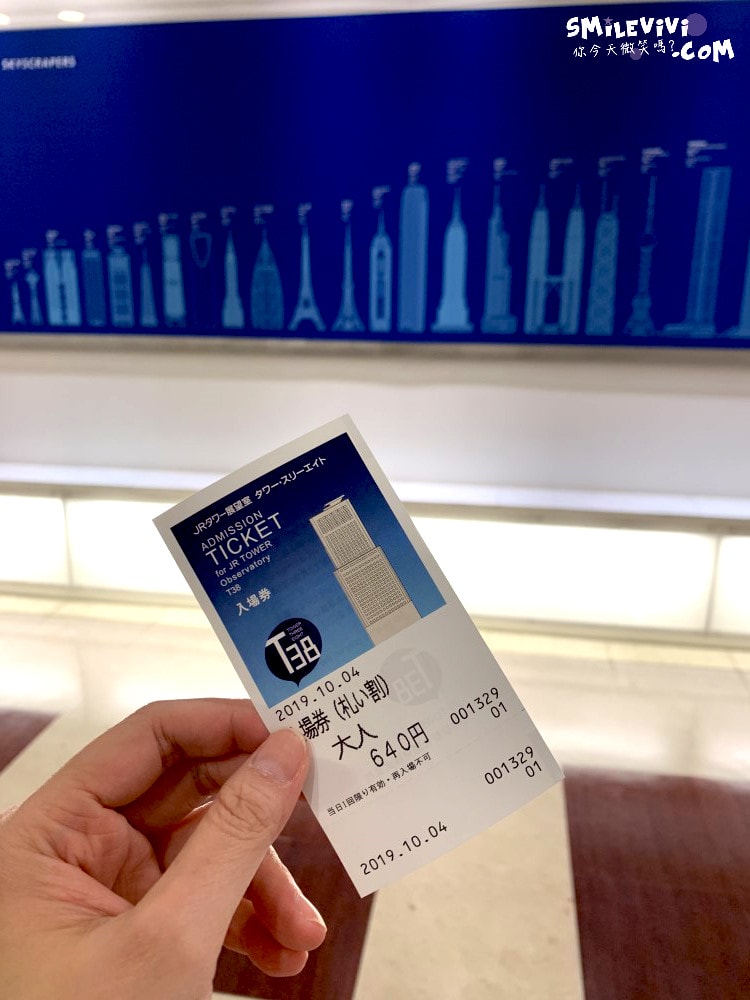 SMiLEViVi
你今天微笑嗎?
.COM
SKYSCRAPERS
JRタワー展望室 タワー・スリーエイト
ADMISSION
TICKET
for JR TOWER
Observatory
T38
入場券
TOWER
THREE
EIGHT
T38
2019.10.04
場券(札い割)
大人
640円
001329
01
当日1回限り有効・再入場不可
001329
01
2019.10.04